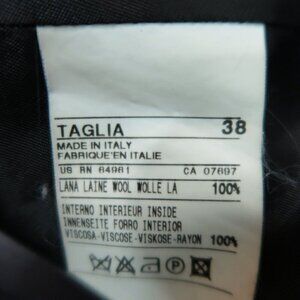 TAGLIA 38
MADE IN ITALY
FABRIQUE'EN ITALIE
US RN 64961 CA 07697
LANA LAINE WOOL WOLLE LA 100%
INTERNO INTERIEUR INSIDE
INNENSEITE FORRO INTERIOR
VISCOSA-VISCOSE-VISKOSE-RAYON 100%
A P